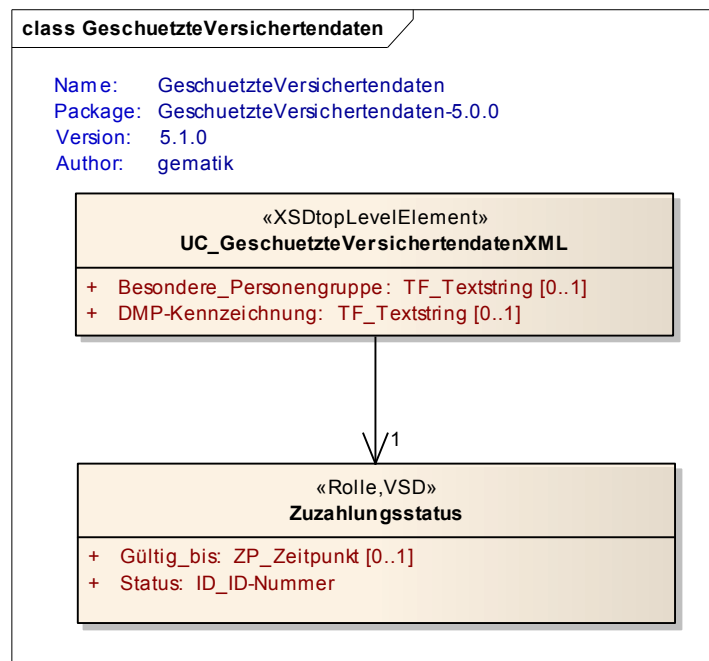 class GeschuetzteVersichertendaten
Name: GeschuetzteVersichertendaten
Package: GeschuetzteVersichertendaten-5.0.0
Version: 5.1.0
Author: gematik
«XSDtopLevelElement»
UC_GeschuetzteVersichertendatenXML
+ Besondere_Personengruppe: TF_Textstring [0..1]
+ DMP-Kennzeichnung: TF_Textstring [0..1]
1
«Rolle,VSD»
Zuzahlungsstatus
+ Gültig_bis: ZP_Zeitpunkt [0..1]
+ Status: ID_ID-Nummer